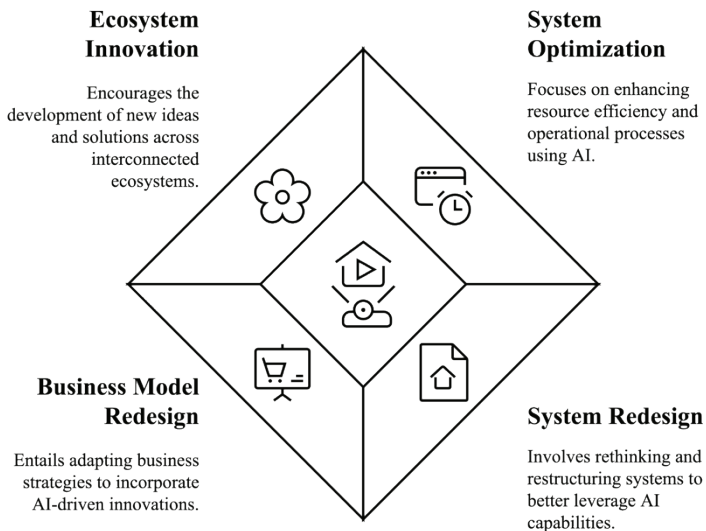 Ecosystem
Innovation
Encourages the
development of new ideas
and solutions across
interconnected
ecosystems.
System
Optimization
Focuses on enhancing
resource efficiency and
operational processes
using AI.
Business Model
Redesign
Entails adapting business
strategies to incorporate
AI-driven innovations.
System Redesign
Involves rethinking and
restructuring systems to
better leverage AI
capabilities.